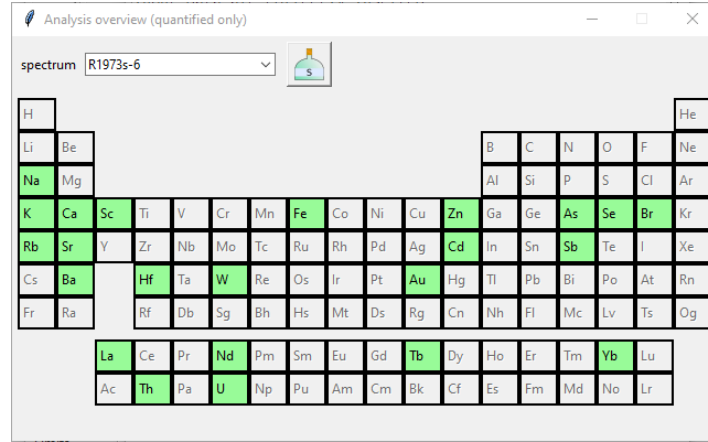 Analysis overview (quantified only)
spectrum R1973s-6
S
H He
Li Be B C N O F Ne
Na Mg Al Si P S Cl Ar
K Ca Sc Ti V Cr Mn Fe Co Ni Cu Zn Ga Ge As Se Br Kr
Rb Sr Y Zr Nb Mo Tc Ru Rh Pd Ag Cd In Sn Sb Te I Xe
Cs Ba Hf Ta W Re Os Ir Pt Au Hg Tl Pb Bi Po At Rn
Fr Ra Rf Db Sg Bh Hs Mt Ds Rg Cn Nh Fl Mc Lv Ts Og
La Ce Pr Nd Pm Sm Eu Gd Tb Dy Ho Er Tm Yb Lu
Ac Th Pa U Np Pu Am Cm Bk Cf Es Fm Md No Lr